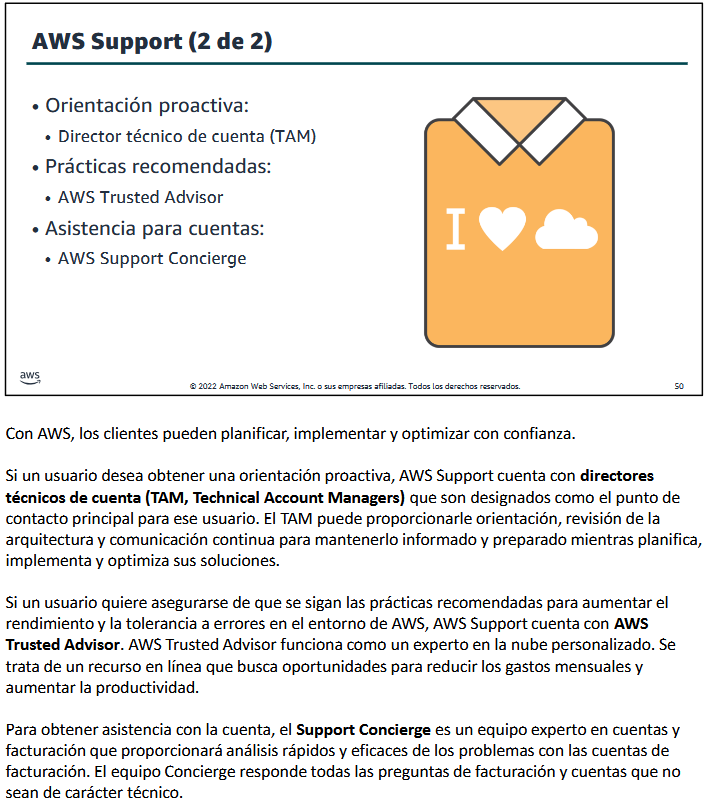 AWS Support (2 de 2)
• Orientación proactiva:
• Director técnico de cuenta (TAM)
• Prácticas recomendadas:
• AWS Trusted Advisor
• Asistencia para cuentas:
• AWS Support Concierge
I
aws
© 2022 Amazon Web Services, Inc. o sus empresas afiliadas. Todos los derechos reservados.
50
Con AWS, los clientes pueden planificar, implementar y optimizar con confianza.
Si un usuario desea obtener una orientación proactiva, AWS Support cuenta con directores
técnicos de cuenta (TAM, Technical Account Managers) que son designados como el punto de
contacto principal para ese usuario. El TAM puede proporcionarle orientación, revisión de la
arquitectura y comunicación continua para mantenerlo informado y preparado mientras planifica,
implementa y optimiza sus soluciones.
Si un usuario quiere asegurarse de que se sigan las prácticas recomendadas para aumentar el
rendimiento y la tolerancia a errores en el entorno de AWS, AWS Support cuenta con AWS
Trusted Advisor. AWS Trusted Advisor funciona como un experto en la nube personalizado. Se
trata de un recurso en línea que busca oportunidades para reducir los gastos mensuales y
aumentar la productividad.
Para obtener asistencia con la cuenta, el Support Concierge es un equipo experto en cuentas y
facturación que proporcionará análisis rápidos y eficaces de los problemas con las cuentas de
facturación. El equipo Concierge responde todas las preguntas de facturación y cuentas que no
sean de carácter técnico.